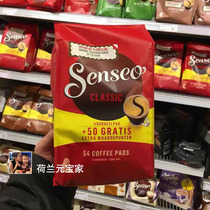 Senseo
CLASSIC
VOORDEELPAK
+50 GRATIS
EXTRA WAARDEPUNTEN
54 COFFEE PADS
荷兰元宝家